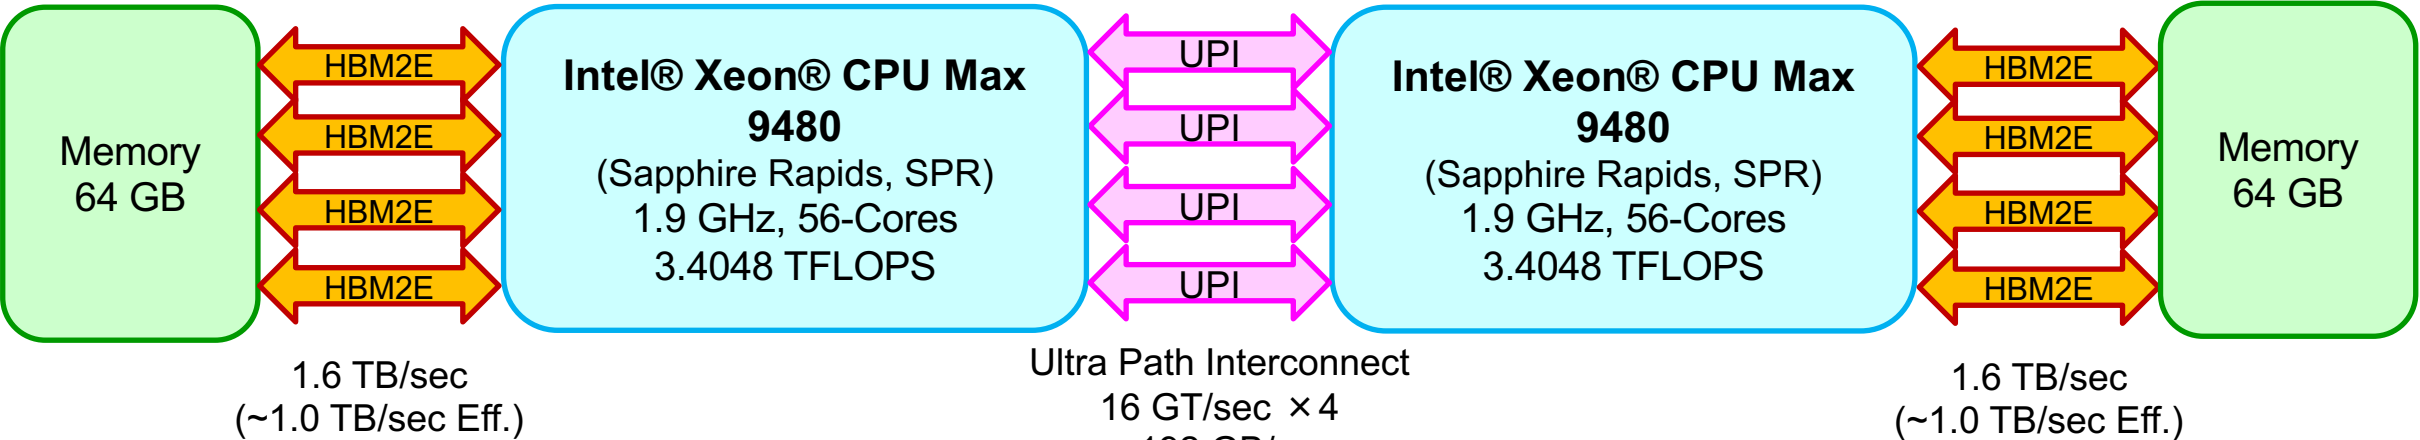 Memory
64 GB
HBM2E
HBM2E
HBM2E
HBM2E
1.6 TB/sec
(~1.0 TB/sec Eff.)
Intel® Xeon® CPU Max
9480
(Sapphire Rapids, SPR)
1.9 GHz, 56-Cores
3.4048 TFLOPS
UPI
UPI
UPI
UPI
Ultra Path Interconnect
16 GT/sec ×4
Intel® Xeon® CPU Max
9480
(Sapphire Rapids, SPR)
1.9 GHz, 56-Cores
3.4048 TFLOPS
HBM2E
HBM2E
HBM2E
HBM2E
1.6 TB/sec
(~1.0 TB/sec Eff.)
Memory
64 GB